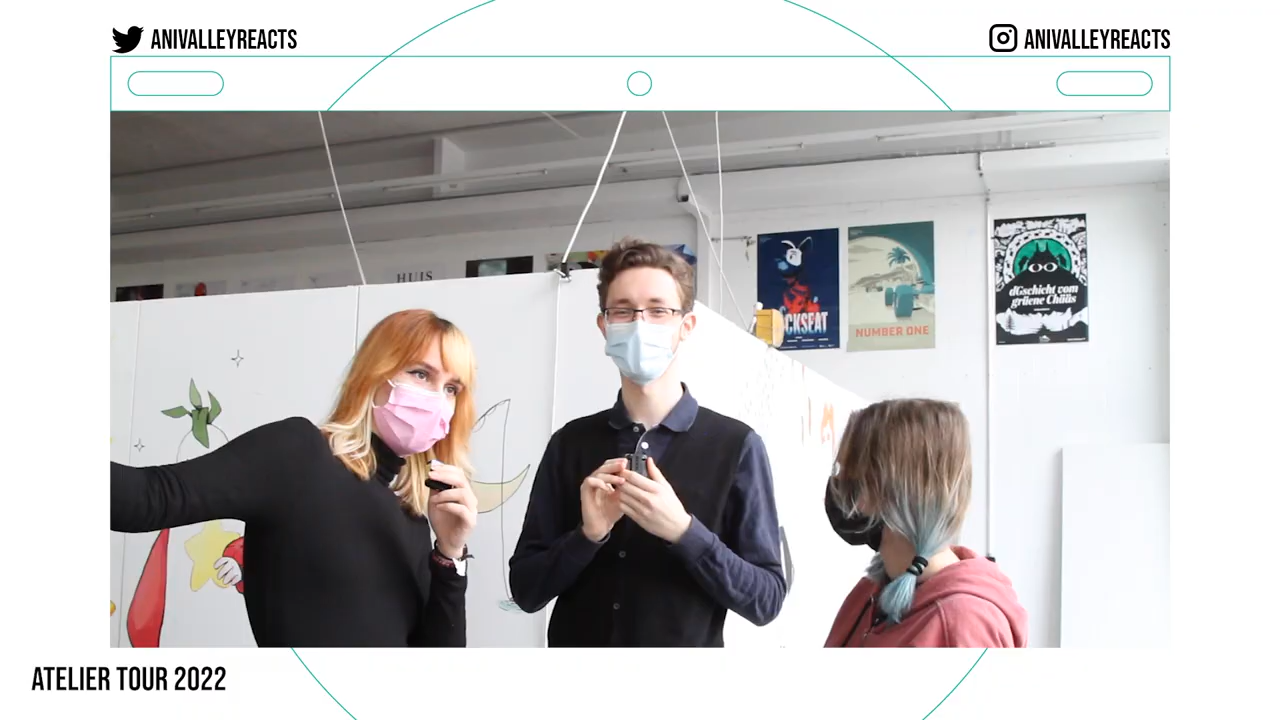 ANIVALLEYREACTS
ANIVALLEYREACTS
HUIS
CKSEAT
NUMBER ONE
dGschicht vom
grüene Chääs
ATELIER TOUR 2022